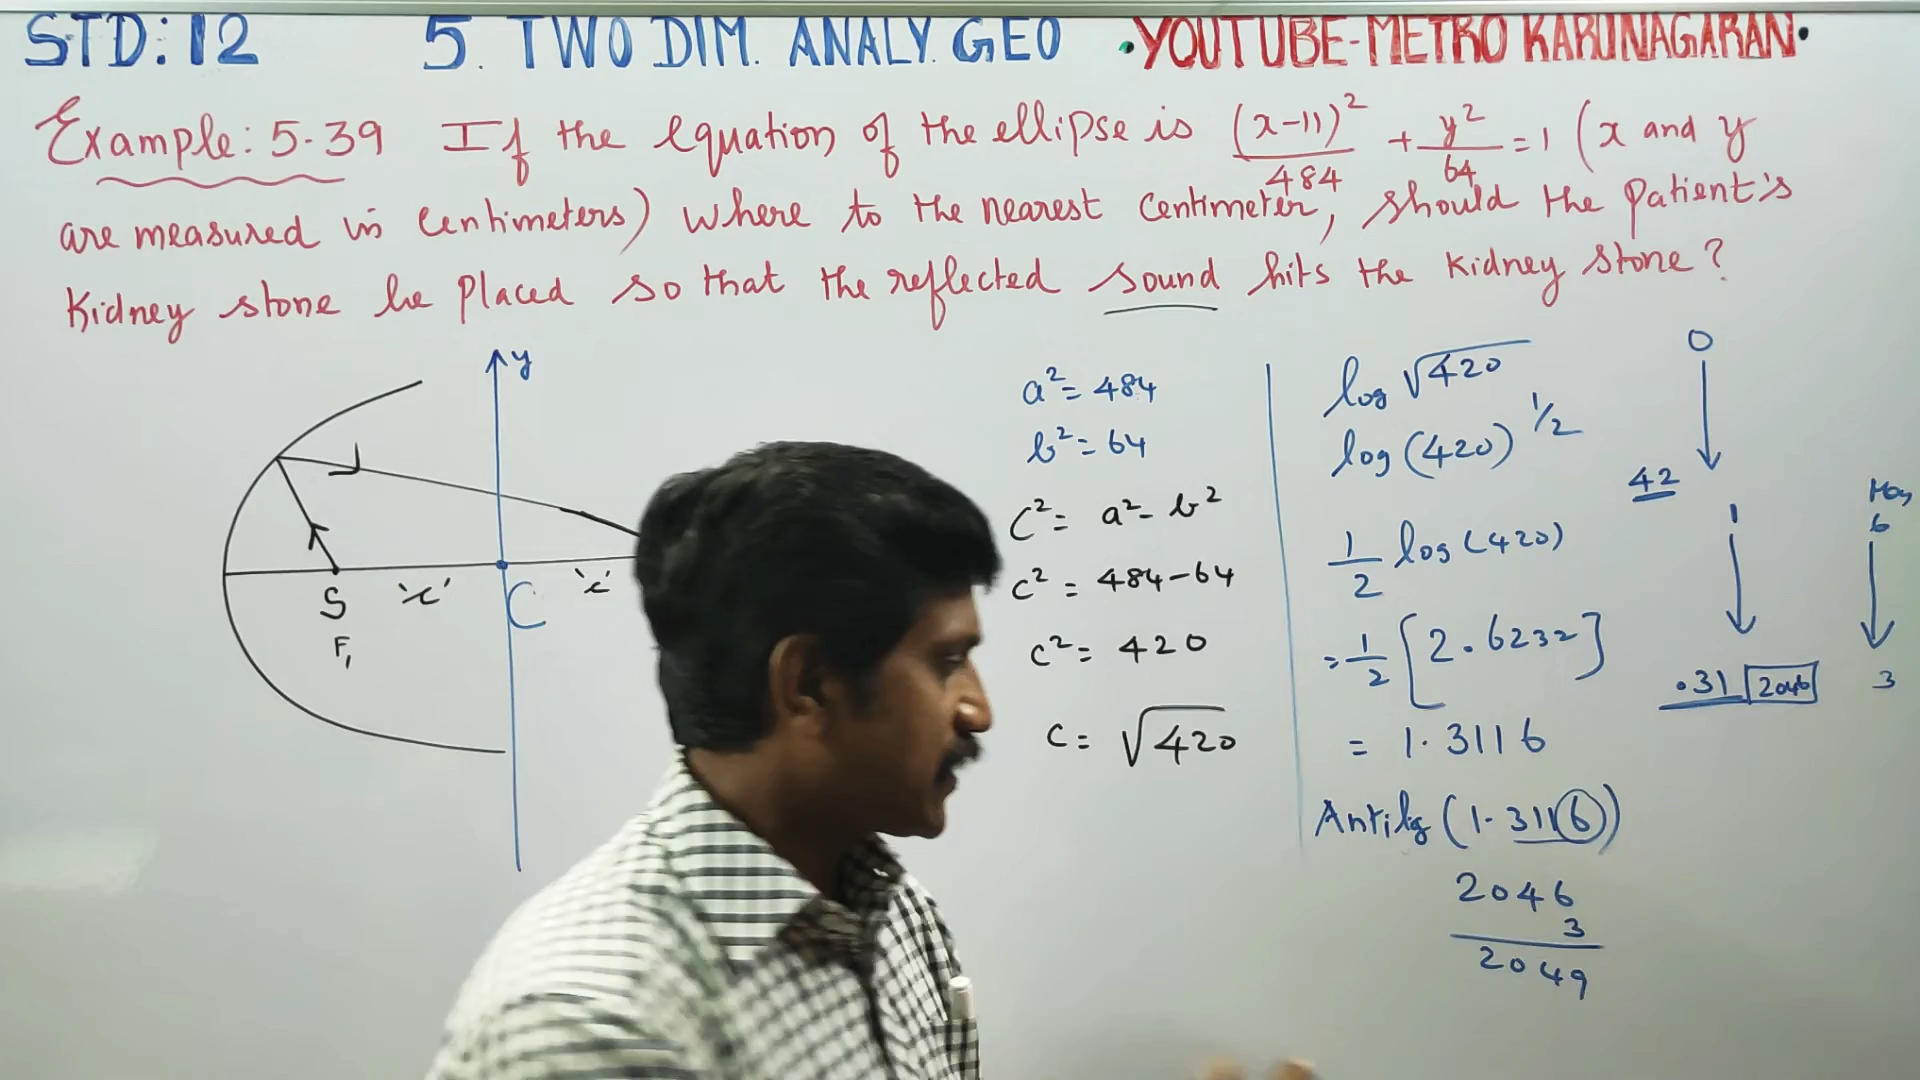 STD: 12 5. TWO DIM. ANALY. GEO • YOUTUBE-METRO KARUNAGARAN •
Example: 5.39 If the equation of the ellipse is (x-11)²/484 + y²/64 = 1 (x and y
are measured in centimeters) where to the nearest centimeter, should the patient's
Kidney stone be placed so that the reflected sound hits the kidney stone?
y
S
F₁
'c'
C
'c'
a² = 484
b² = 64
c² = a² - b²
c² = 484-64
c² = 420
c = √420
log √420
log (420)^1/2
1/2 log (420)
= 1/2 [2.6232]
= 1.3116
Antilg (1.3116)
2046
3
2049
0
42
1
.31 2046
6
3